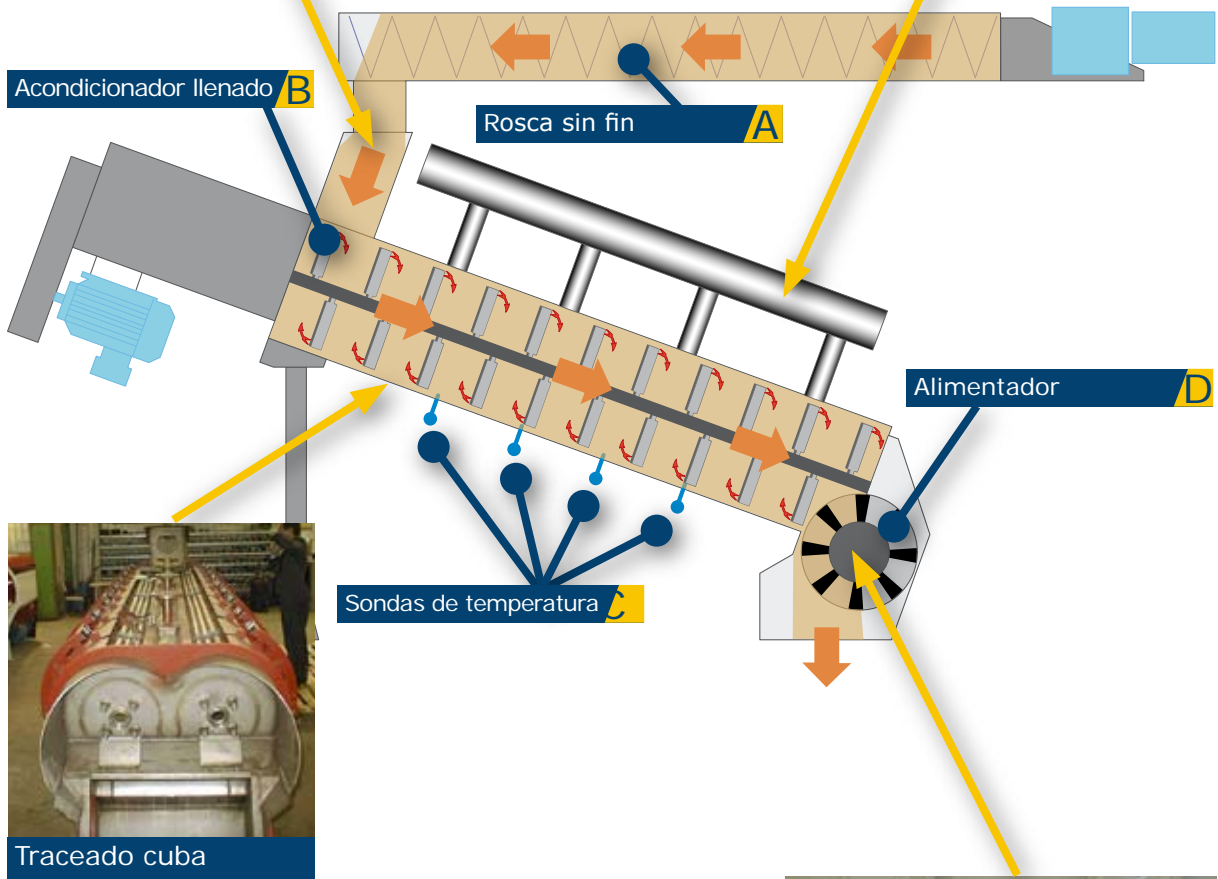 Acondicionador llenado B
Rosca sin fin A
Alimentador D
Sondas de temperatura C
Traceado cuba